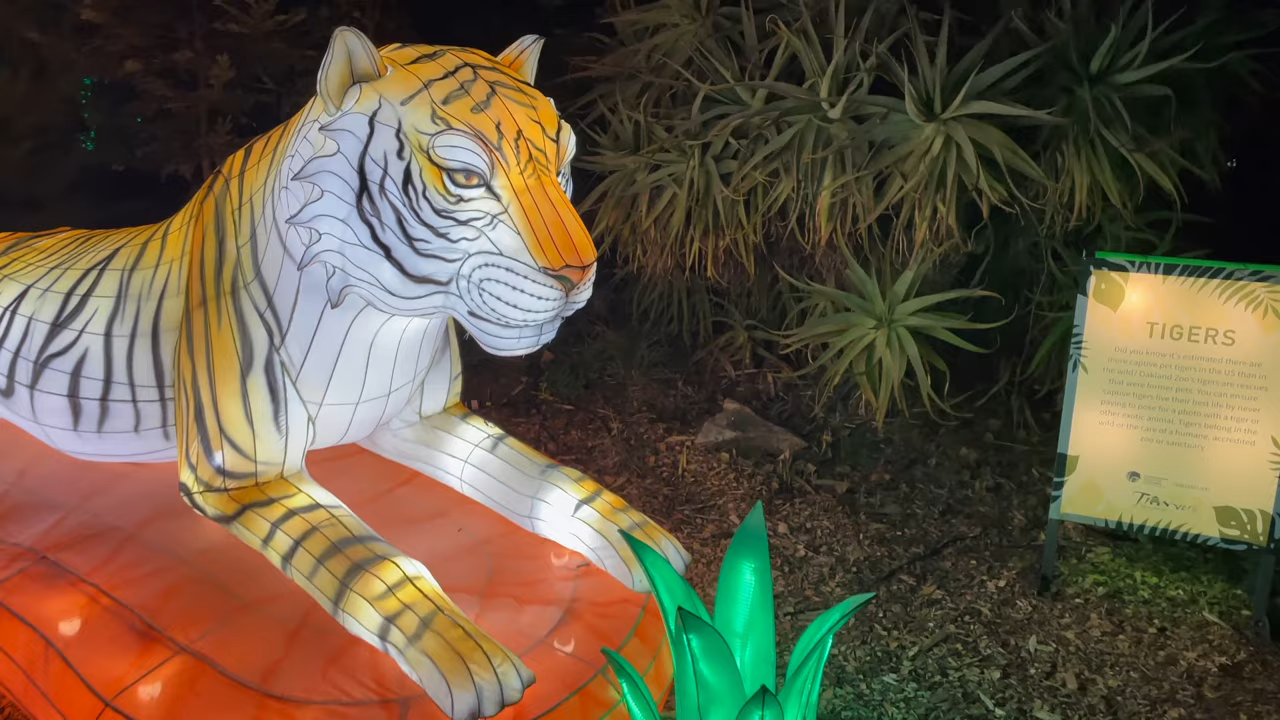 TIGERS
Did you know it's estimated there are
more captive pet tigers in the US than in
the wild? Oakland Zoo's tigers are rescues
that were former pets. You can ensure
captive tigers live their best life by never
paying to pose for a photo with a tiger or
other exotic animal. Tigers belong in the
wild or the care of a humane, accredited
zoo or sanctuary.